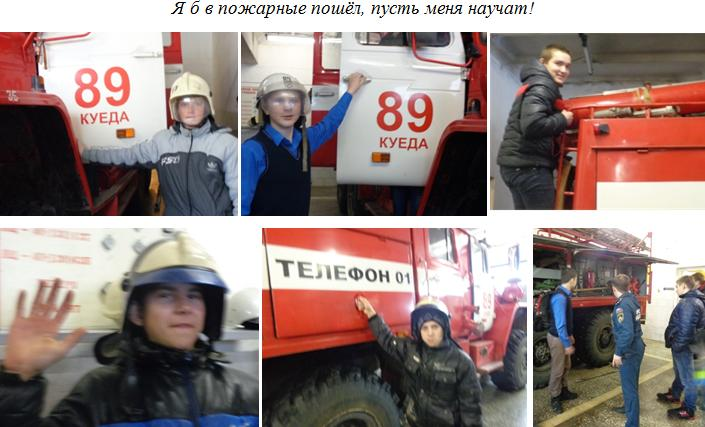 Я б в пожарные пошёл, пусть меня научат!
89
КУЕДА
89
КУЕДА
ТЕЛЕФОН 01